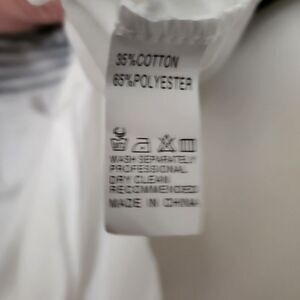 35%COTTON
65%POLYESTER
WASH SEPARATELY
PROFESSIONAL
DRY CLEAN
RECOMMENDED
MADE IN CHINA